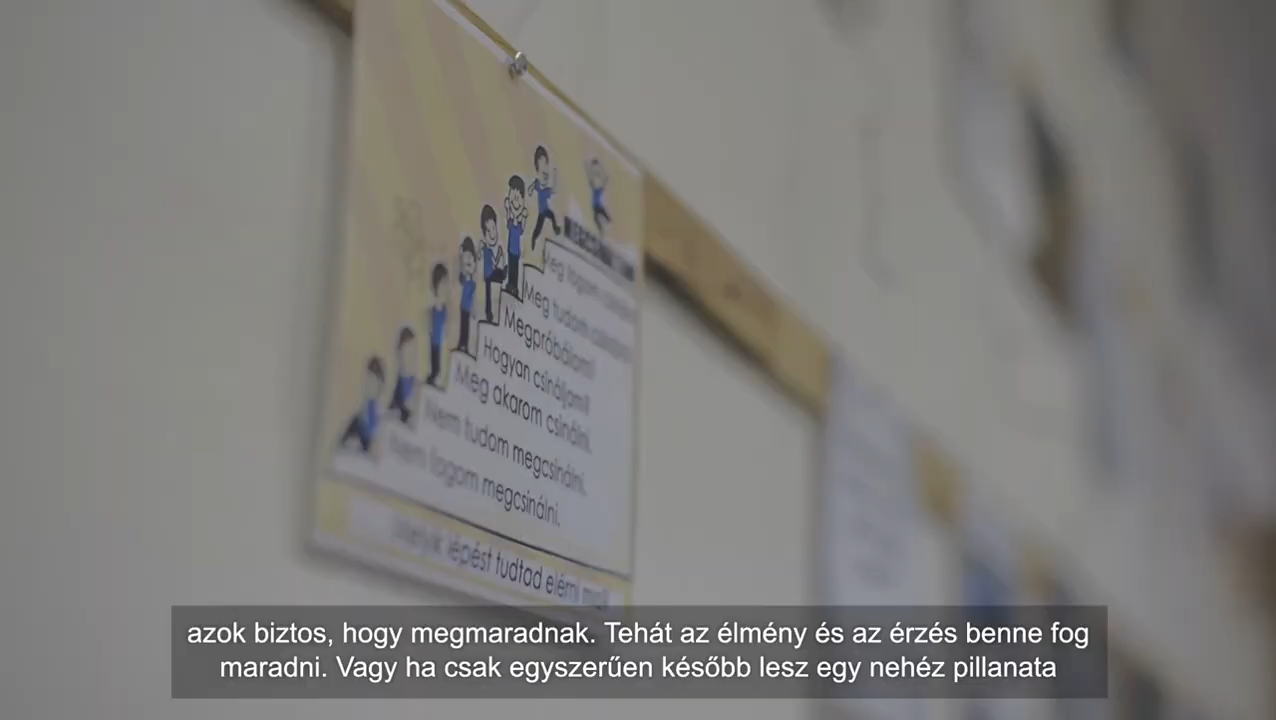 Meg fogom
Meg tudom
Megpróbálom!
Hogyan csináljam?
Meg akarom csinálni.
Nem tudom megcsinálni.
Nem fogom megcsinálni.
lépést tudtad elérni
azok biztos, hogy megmaradnak. Tehát az élmény és az érzés benne fog
maradni. Vagy ha csak egyszerűen később lesz egy nehéz pillanata